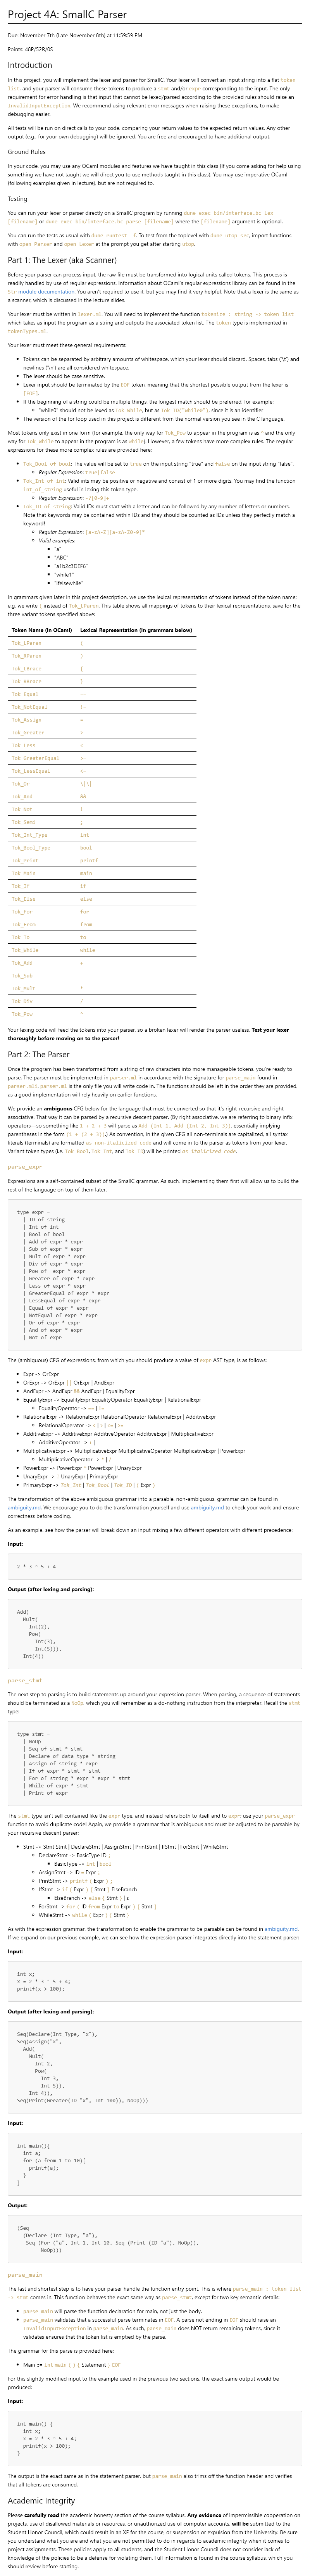 Project 4A: SmallC Parser
Due: November 7th (Late November 8th) at 11:59:59 PM
Points: 48P/52R/0S
Introduction
In this project, you will implement the lexer and parser for SmallC. Your lexer will convert an input string into a flat token
list, and your parser will consume these tokens to produce a stmt and/or expr corresponding to the input. The only
requirement for error handling is that input that cannot be lexed/parsed according to the provided rules should raise an
InvalidInputException. We recommend using relevant error messages when raising these exceptions, to make
debugging easier.
All tests will be run on direct calls to your code, comparing your return values to the expected return values. Any other
output (e.g., for your own debugging) will be ignored. You are free and encouraged to have additional output.
Ground Rules
In your code, you may use any OCaml modules and features we have taught in this class (If you come asking for help using
something we have not taught we will direct you to use methods taught in this class). You may use imperative OCaml
(following examples given in lecture), but are not required to.
Testing
You can run your lexer or parser directly on a SmallC program by running dune exec bin/interface.bc lex
[filename] or dune exec bin/interface.bc parse [filename] where the [filename] argument is optional.
You can run the tests as usual with dune runtest -f. To test from the toplevel with dune utop src, import functions
with open Parser and open Lexer at the prompt you get after starting utop.
Part 1: The Lexer (aka Scanner)
Before your parser can process input, the raw file must be transformed into logical units called tokens. This process is
readily handled by use of regular expressions. Information about OCaml's regular expressions library can be found in the
Str module documentation. You aren't required to use it, but you may find it very helpful. Note that a lexer is the same as
a scanner, which is discussed in the lecture slides.
Your lexer must be written in lexer.ml. You will need to implement the function tokenize : string -> token list
which takes as input the program as a string and outputs the associated token list. The token type is implemented in
tokenTypes.ml.
Your lexer must meet these general requirements:
• Tokens can be separated by arbitrary amounts of whitespace, which your lexer should discard. Spaces, tabs ('\t') and
newlines ('\n') are all considered whitespace.
• The lexer should be case sensitive.
• Lexer input should be terminated by the EOF token, meaning that the shortest possible output from the lexer is
[EOF].
• If the beginning of a string could be multiple things, the longest match should be preferred, for example:
◦ "while0" should not be lexed as Tok_While, but as Tok_ID("while0"), since it is an identifier
• The version of the for loop used in this project is different from the actual version you see in the C language.
Most tokens only exist in one form (for example, the only way for Tok_Pow to appear in the program is as ^ and the only
way for Tok_While to appear in the program is as while). However, a few tokens have more complex rules. The regular
expressions for these more complex rules are provided here:
• Tok_Bool of bool: The value will be set to true on the input string "true" and false on the input string "false".
◦ Regular Expression: true|false
• Tok_Int of int: Valid ints may be positive or negative and consist of 1 or more digits. You may find the function
int_of_string useful in lexing this token type.
◦ Regular Expression: -?[0-9]+
• Tok_ID of string: Valid IDs must start with a letter and can be followed by any number of letters or numbers.
Note that keywords may be contained within IDs and they should be counted as IDs unless they perfectly match a
keyword!
◦ Regular Expression: [a-zA-Z][a-zA-Z0-9]*
◦ Valid examples:
▪ "a"
▪ "ABC"
▪ "a1b2c3DEF6"
▪ "while1"
▪ "ifelsewhile"
In grammars given later in this project description, we use the lexical representation of tokens instead of the token name;
e.g. we write ( instead of Tok_LParen. This table shows all mappings of tokens to their lexical representations, save for the
three variant tokens specified above:
Token Name (in OCaml) Lexical Representation (in grammars below)
Tok_LParen (
Tok_RParen )
Tok_LBrace {
Tok_RBrace }
Tok_Equal ==
Tok_NotEqual !=
Tok_Assign =
Tok_Greater >
Tok_Less <
Tok_GreaterEqual >=
Tok_LessEqual <=
Tok_Or \|\|
Tok_And &&
Tok_Not !
Tok_Semi ;
Tok_Int_Type int
Tok_Bool_Type bool
Tok_Print printf
Tok_Main main
Tok_If if
Tok_Else else
Tok_For for
Tok_From from
Tok_To to
Tok_While while
Tok_Add +
Tok_Sub -
Tok_Mult *
Tok_Div /
Tok_Pow ^
Your lexing code will feed the tokens into your parser, so a broken lexer will render the parser useless. Test your lexer
thoroughly before moving on to the parser!
Part 2: The Parser
Once the program has been transformed from a string of raw characters into more manageable tokens, you're ready to
parse. The parser must be implemented in parser.ml in accordance with the signature for parse_main found in
parser.mli. parser.ml is the only file you will write code in. The functions should be left in the order they are provided,
as a good implementation will rely heavily on earlier functions.
We provide an ambiguous CFG below for the language that must be converted so that it's right-recursive and right-
associative. That way it can be parsed by a recursive descent parser. (By right associative, we are referring to binary infix
operators—so something like 1 + 2 + 3 will parse as Add (Int 1, Add (Int 2, Int 3)), essentially implying
parentheses in the form (1 + (2 + 3)).) As convention, in the given CFG all non-terminals are capitalized, all syntax
literals (terminals) are formatted as non-italicized code and will come in to the parser as tokens from your lexer.
Variant token types (i.e. Tok_Bool, Tok_Int, and Tok_ID) will be printed as italicized code.
parse_expr
Expressions are a self-contained subset of the SmallC grammar. As such, implementing them first will allow us to build the
rest of the language on top of them later.
type expr =
| ID of string
| Int of int
| Bool of bool
| Add of expr * expr
| Sub of expr * expr
| Mult of expr * expr
| Div of expr * expr
| Pow of  expr * expr
| Greater of expr * expr
| Less of expr * expr
| GreaterEqual of expr * expr
| LessEqual of expr * expr
| Equal of expr * expr
| NotEqual of expr * expr
| Or of expr * expr
| And of expr * expr
| Not of expr
The (ambiguous) CFG of expressions, from which you should produce a value of expr AST type, is as follows:
• Expr -> OrExpr
• OrExpr -> OrExpr || OrExpr | AndExpr
• AndExpr -> AndExpr && AndExpr | EqualityExpr
• EqualityExpr -> EqualityExpr EqualityOperator EqualityExpr | RelationalExpr
◦ EqualityOperator -> == | !=
• RelationalExpr -> RelationalExpr RelationalOperator RelationalExpr | AdditiveExpr
◦ RelationalOperator -> < | > | <= | >=
• AdditiveExpr -> AdditiveExpr AdditiveOperator AdditiveExpr | MultiplicativeExpr
◦ AdditiveOperator -> + | -
• MultiplicativeExpr -> MultiplicativeExpr MultiplicativeOperator MultiplicativeExpr | PowerExpr
◦ MultiplicativeOperator -> * | /
• PowerExpr -> PowerExpr ^ PowerExpr | UnaryExpr
• UnaryExpr -> ! UnaryExpr | PrimaryExpr
• PrimaryExpr -> Tok_Int | Tok_Bool | Tok_ID | ( Expr )
The transformation of the above ambiguous grammar into a parsable, non-ambiguous, grammar can be found in
ambiguity.md. We encourage you to do the transformation yourself and use ambiguity.md to check your work and ensure
correctness before coding.
As an example, see how the parser will break down an input mixing a few different operators with different precedence:
Input:
2 * 3 ^ 5 + 4
Output (after lexing and parsing):
Add(
Mult(
Int(2),
Pow(
Int(3),
Int(5))),
Int(4))
parse_stmt
The next step to parsing is to build statements up around your expression parser. When parsing, a sequence of statements
should be terminated as a NoOp, which you will remember as a do-nothing instruction from the interpreter. Recall the stmt
type:
type stmt =
| NoOp
| Seq of stmt * stmt
| Declare of data_type * string
| Assign of string * expr
| If of expr * stmt * stmt
| For of string * expr * expr * stmt
| While of expr * stmt
| Print of expr
The stmt type isn't self contained like the expr type, and instead refers both to itself and to expr; use your parse_expr
function to avoid duplicate code! Again, we provide a grammar that is ambiguous and must be adjusted to be parsable by
your recursive descent parser:
• Stmt -> Stmt Stmt | DeclareStmt | AssignStmt | PrintStmt | IfStmt | ForStmt | WhileStmt
◦ DeclareStmt -> BasicType ID ;
▪ BasicType -> int | bool
◦ AssignStmt -> ID = Expr ;
◦ PrintStmt -> printf ( Expr ) ;
◦ IfStmt -> if ( Expr ) { Stmt } ElseBranch
▪ ElseBranch -> else { Stmt } | ε
◦ ForStmt -> for ( ID from Expr to Expr ) { Stmt }
◦ WhileStmt -> while ( Expr ) { Stmt }
As with the expression grammar, the transformation to enable the grammar to be parsable can be found in ambiguity.md.
If we expand on our previous example, we can see how the expression parser integrates directly into the statement parser:
Input:
int x;
x = 2 * 3 ^ 5 + 4;
printf(x > 100);
Output (after lexing and parsing):
Seq(Declare(Int_Type, "x"),
Seq(Assign("x",
Add(
Mult(
Int 2,
Pow(
Int 3,
Int 5)),
Int 4)),
Seq(Print(Greater(ID "x", Int 100)), NoOp)))
Input:
int main(){
int a;
for (a from 1 to 10){
printf(a);
}
}
Output:
(Seq
(Declare (Int_Type, "a"),
Seq (For ("a", Int 1, Int 10, Seq (Print (ID "a"), NoOp)),
NoOp)))
parse_main
The last and shortest step is to have your parser handle the function entry point. This is where parse_main : token list
-> stmt comes in. This function behaves the exact same way as parse_stmt, except for two key semantic details:
• parse_main will parse the function declaration for main, not just the body.
• parse_main validates that a successful parse terminates in EOF. A parse not ending in EOF should raise an
InvalidInputException in parse_main. As such, parse_main does NOT return remaining tokens, since it
validates ensures that the token list is emptied by the parse.
The grammar for this parse is provided here:
• Main ::= int main ( ) { Statement } EOF
For this slightly modified input to the example used in the previous two sections, the exact same output would be
produced:
Input:
int main() {
int x;
x = 2 * 3 ^ 5 + 4;
printf(x > 100);
}
The output is the exact same as in the statement parser, but parse_main also trims off the function header and verifies
that all tokens are consumed.
Academic Integrity
Please carefully read the academic honesty section of the course syllabus. Any evidence of impermissible cooperation on
projects, use of disallowed materials or resources, or unauthorized use of computer accounts, will be submitted to the
Student Honor Council, which could result in an XF for the course, or suspension or expulsion from the University. Be sure
you understand what you are and what you are not permitted to do in regards to academic integrity when it comes to
project assignments. These policies apply to all students, and the Student Honor Council does not consider lack of
knowledge of the policies to be a defense for violating them. Full information is found in the course syllabus, which you
should review before starting.